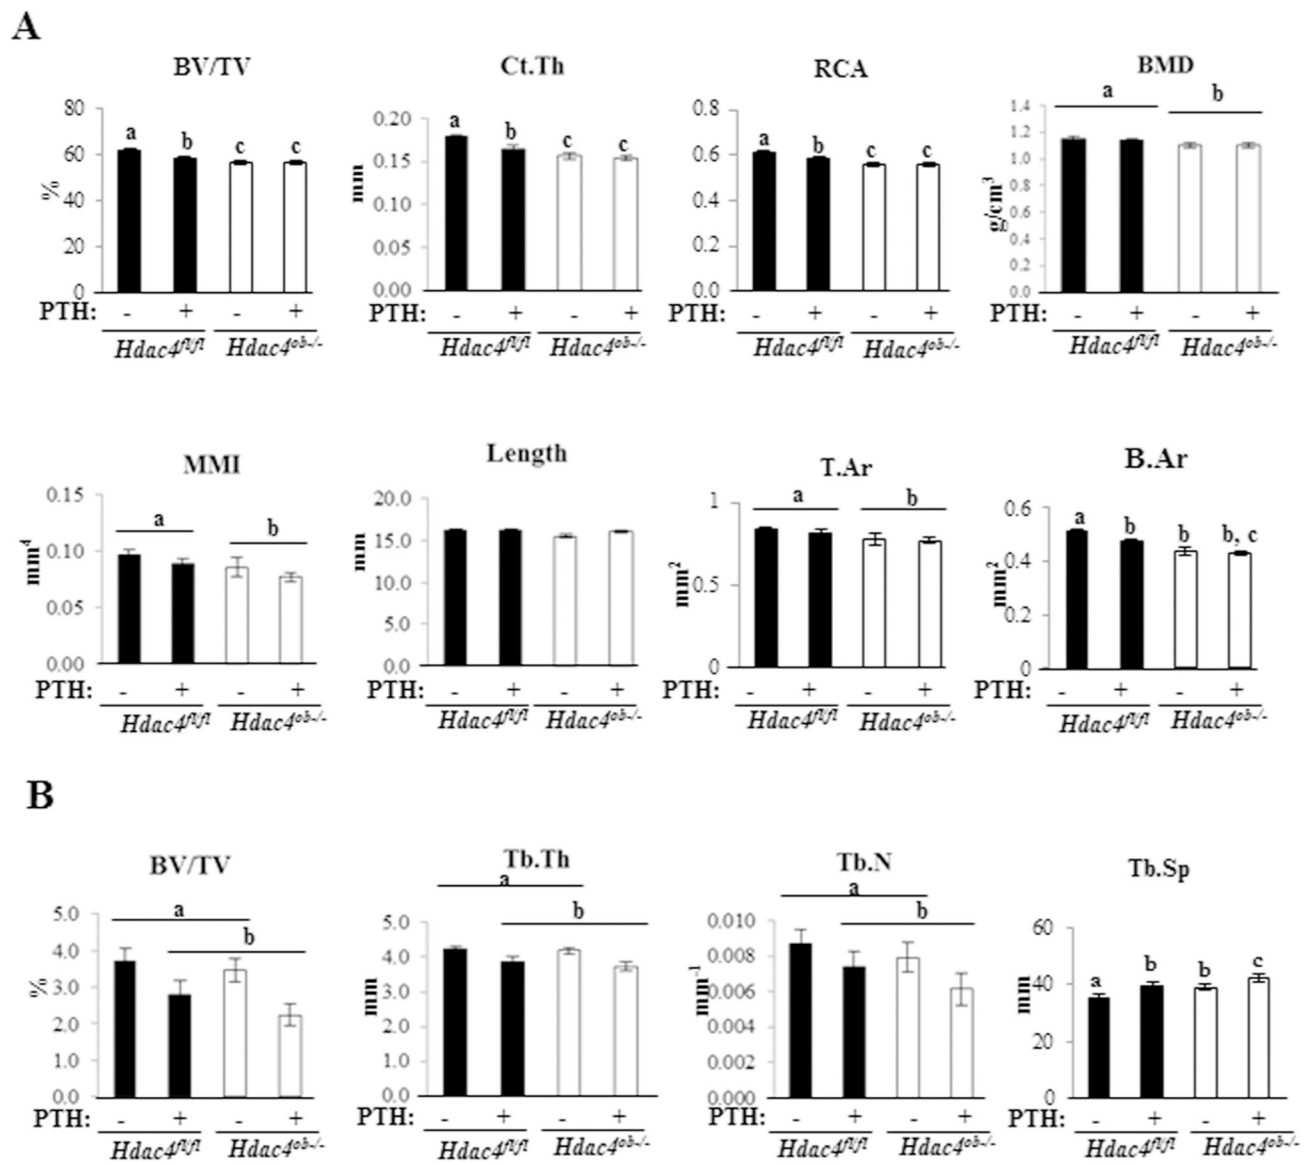 A
BV/TV
Ct.Th
RCA
BMD
80
60
40
20
0
%
a
b
c
c
PTH: - + - +
Hdac4fl/fl Hdac4ob-/-
0.20
0.15
0.10
0.05
0.00
mm
a
b
c
c
PTH: - + - +
Hdac4fl/fl Hdac4ob-/-
0.8
0.6
0.4
0.2
0.0
a
b
c
c
PTH: - + - +
Hdac4fl/fl Hdac4ob-/-
1.4
1.2
1.0
0.8
0.6
0.4
0.2
0.0
g/cm3
a
b
PTH: - + - +
Hdac4fl/fl Hdac4ob-/-
MMI
Length
T.Ar
B.Ar
0.15
0.10
0.05
0.00
mm4
a
b
PTH: - + - +
Hdac4fl/fl Hdac4ob-/-
20.0
15.0
10.0
5.0
0.0
mm
PTH: - + - +
Hdac4fl/fl Hdac4ob-/-
1
0.5
0
mm2
a
b
PTH: - + - +
Hdac4fl/fl Hdac4ob-/-
0.6
0.4
0.2
0
mm2
a
b
b
b, c
PTH: - + - +
Hdac4fl/fl Hdac4ob-/-
B
BV/TV
Tb.Th
Tb.N
Tb.Sp
5.0
4.0
3.0
2.0
1.0
0.0
%
a
b
PTH: - + - +
Hdac4fl/fl Hdac4ob-/-
5.0
4.0
3.0
2.0
1.0
0.0
mm
a
b
PTH: - + - +
Hdac4fl/fl Hdac4ob-/-
0.010
0.008
0.006
0.004
0.002
0.000
mm-1
a
b
PTH: - + - +
Hdac4fl/fl Hdac4ob-/-
60
40
20
0
mm
a
b
b
c
PTH: - + - +
Hdac4fl/fl Hdac4ob-/-